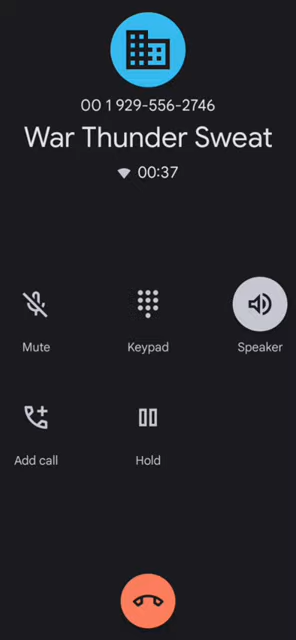 00 1 929-556-2746
War Thunder Sweat
00:37
Mute
Keypad
Speaker
Add call
Hold